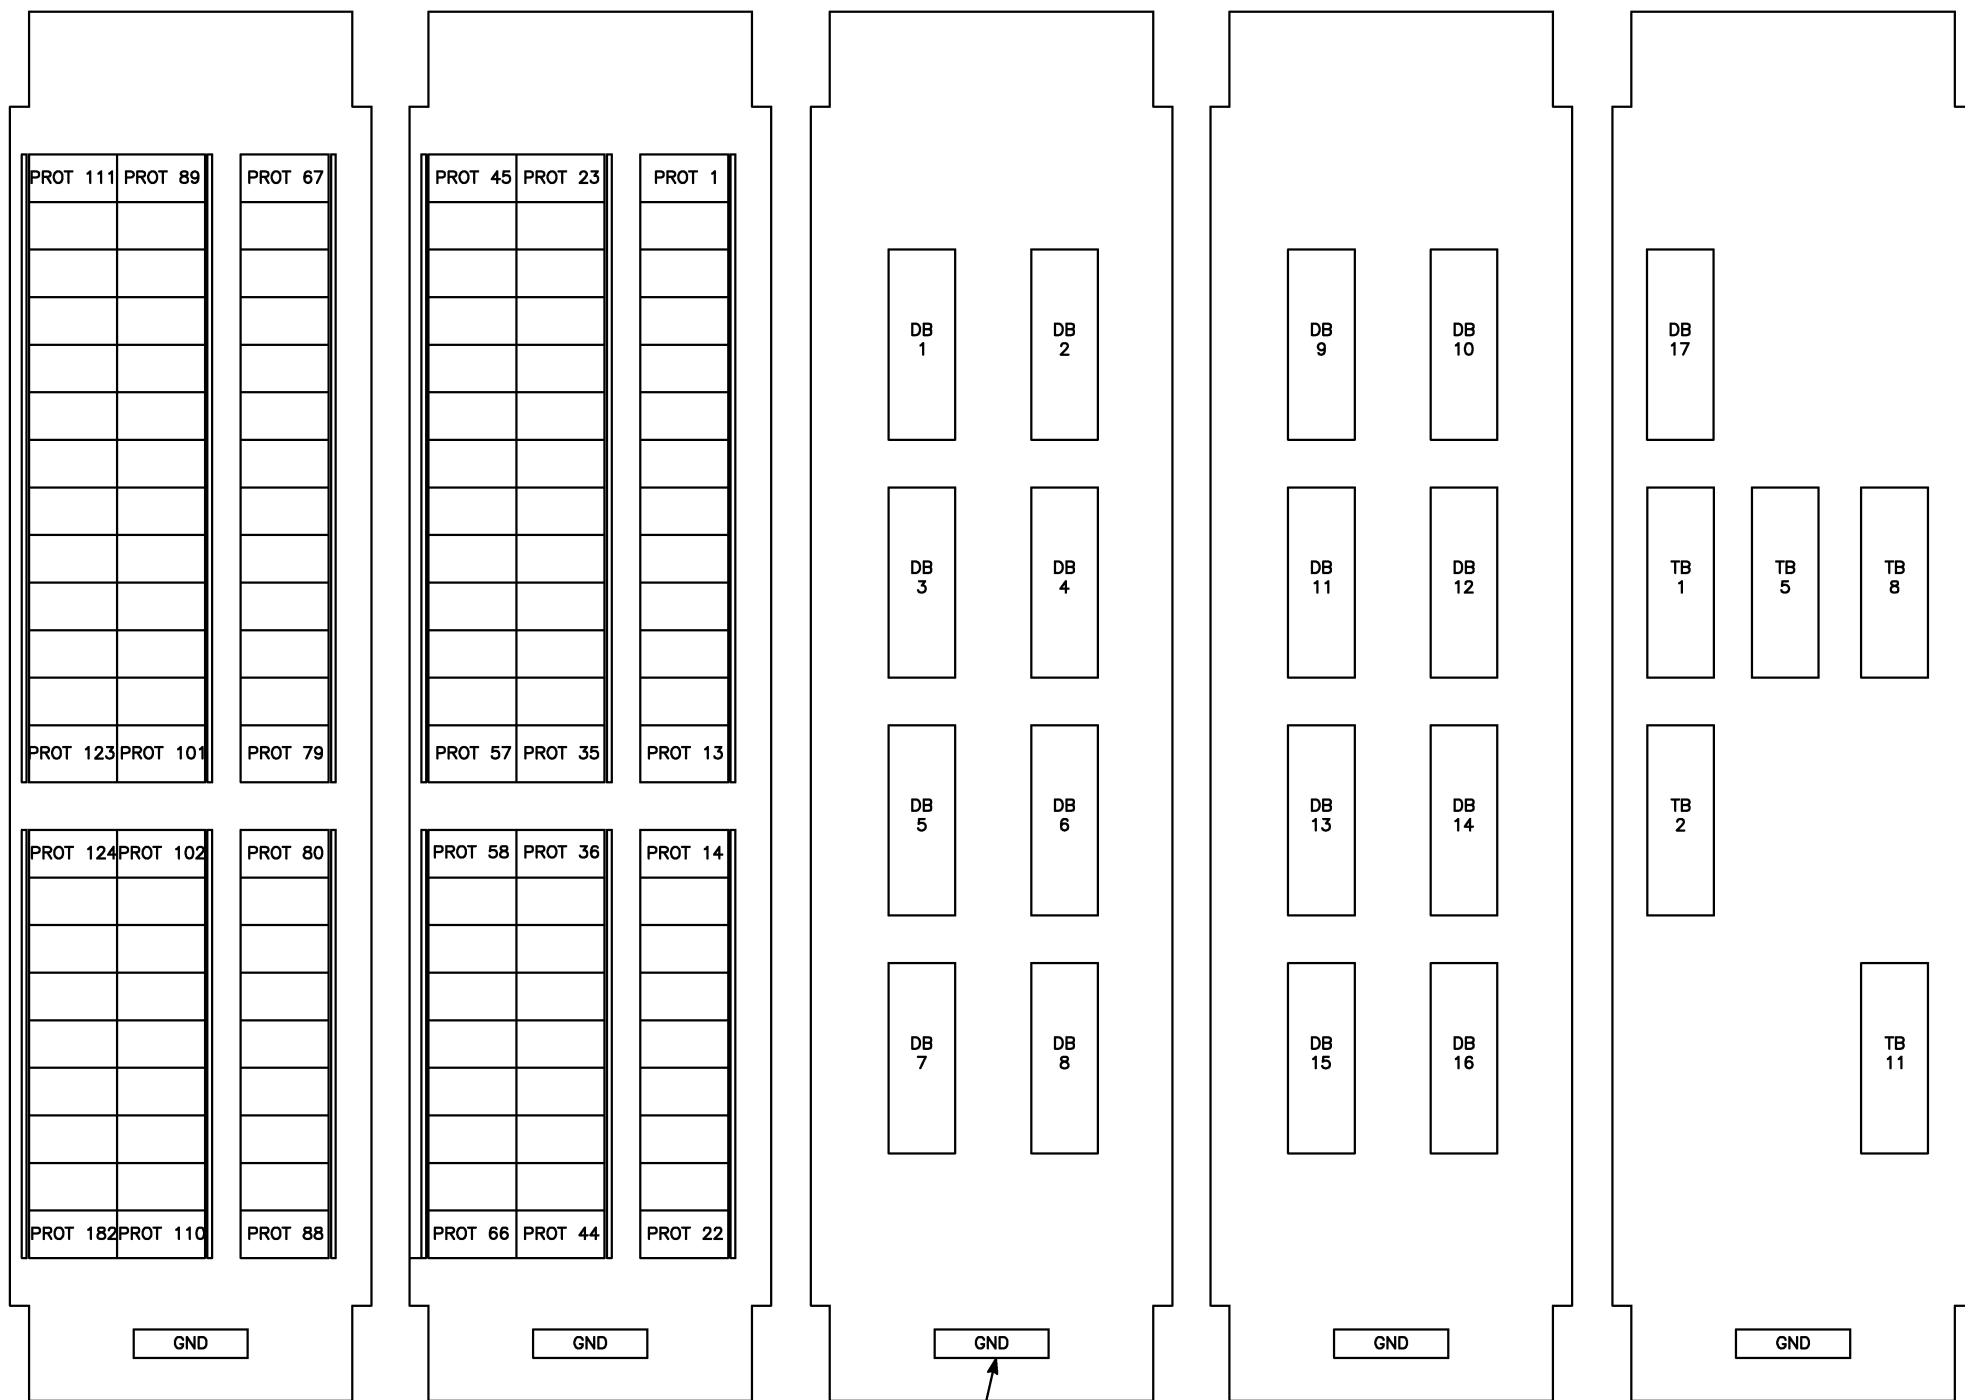 PROT 111 PROT 89 PROT 67 PROT 45 PROT 23 PROT 1
DB
1
DB
2
DB
9
DB
10
DB
17
DB
3
DB
4
DB
11
DB
12
TB
1
TB
5
TB
8
PROT 123 PROT 101 PROT 79 PROT 57 PROT 35 PROT 13
DB
5
DB
6
DB
13
DB
14
TB
2
PROT 124 PROT 102 PROT 80 PROT 58 PROT 36 PROT 14
DB
7
DB
8
DB
15
DB
16
TB
11
PROT 182 PROT 110 PROT 88 PROT 66 PROT 44 PROT 22
GND GND GND GND GND